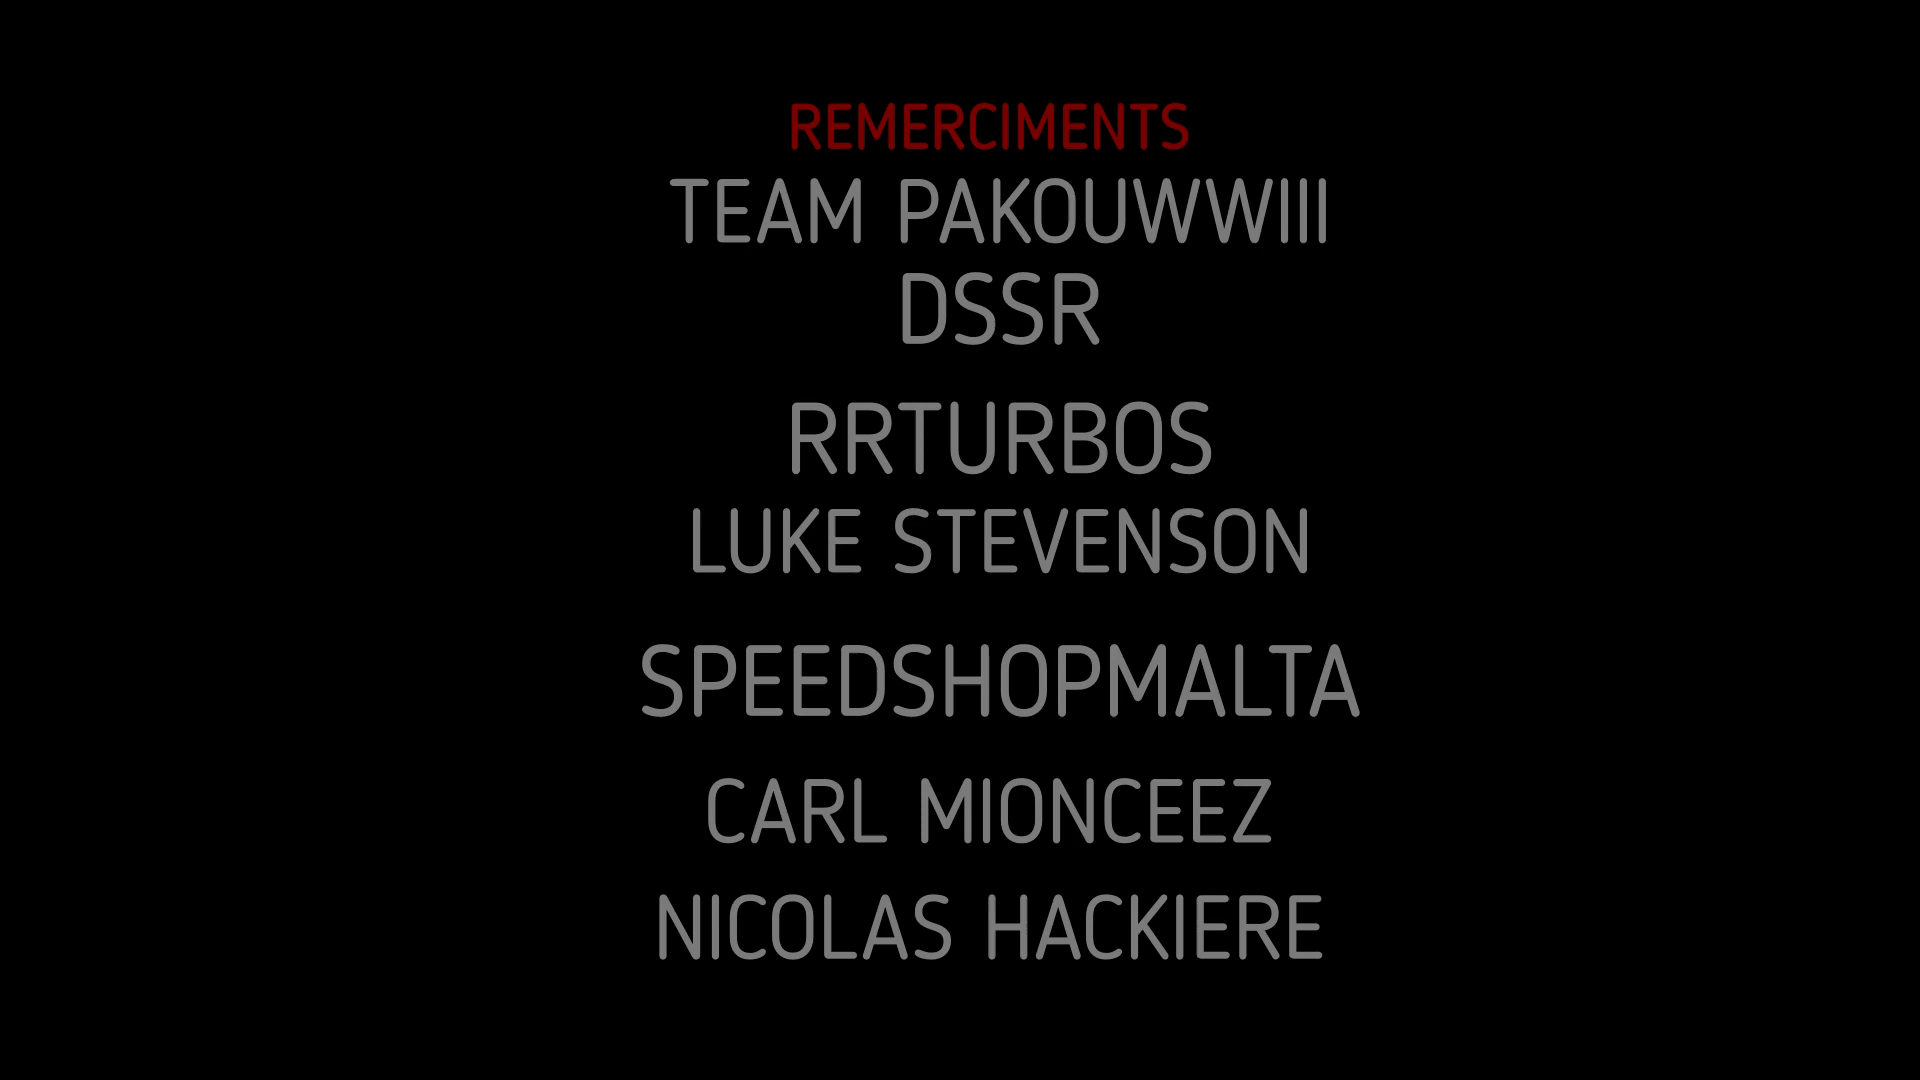 REMERCIMENTS
TEAM PAKOUWWIII
DSSR
RRTURBOS
LUKE STEVENSON
SPEEDSHOPMALTA
CARL MIONCEEZ
NICOLAS HACKIERE